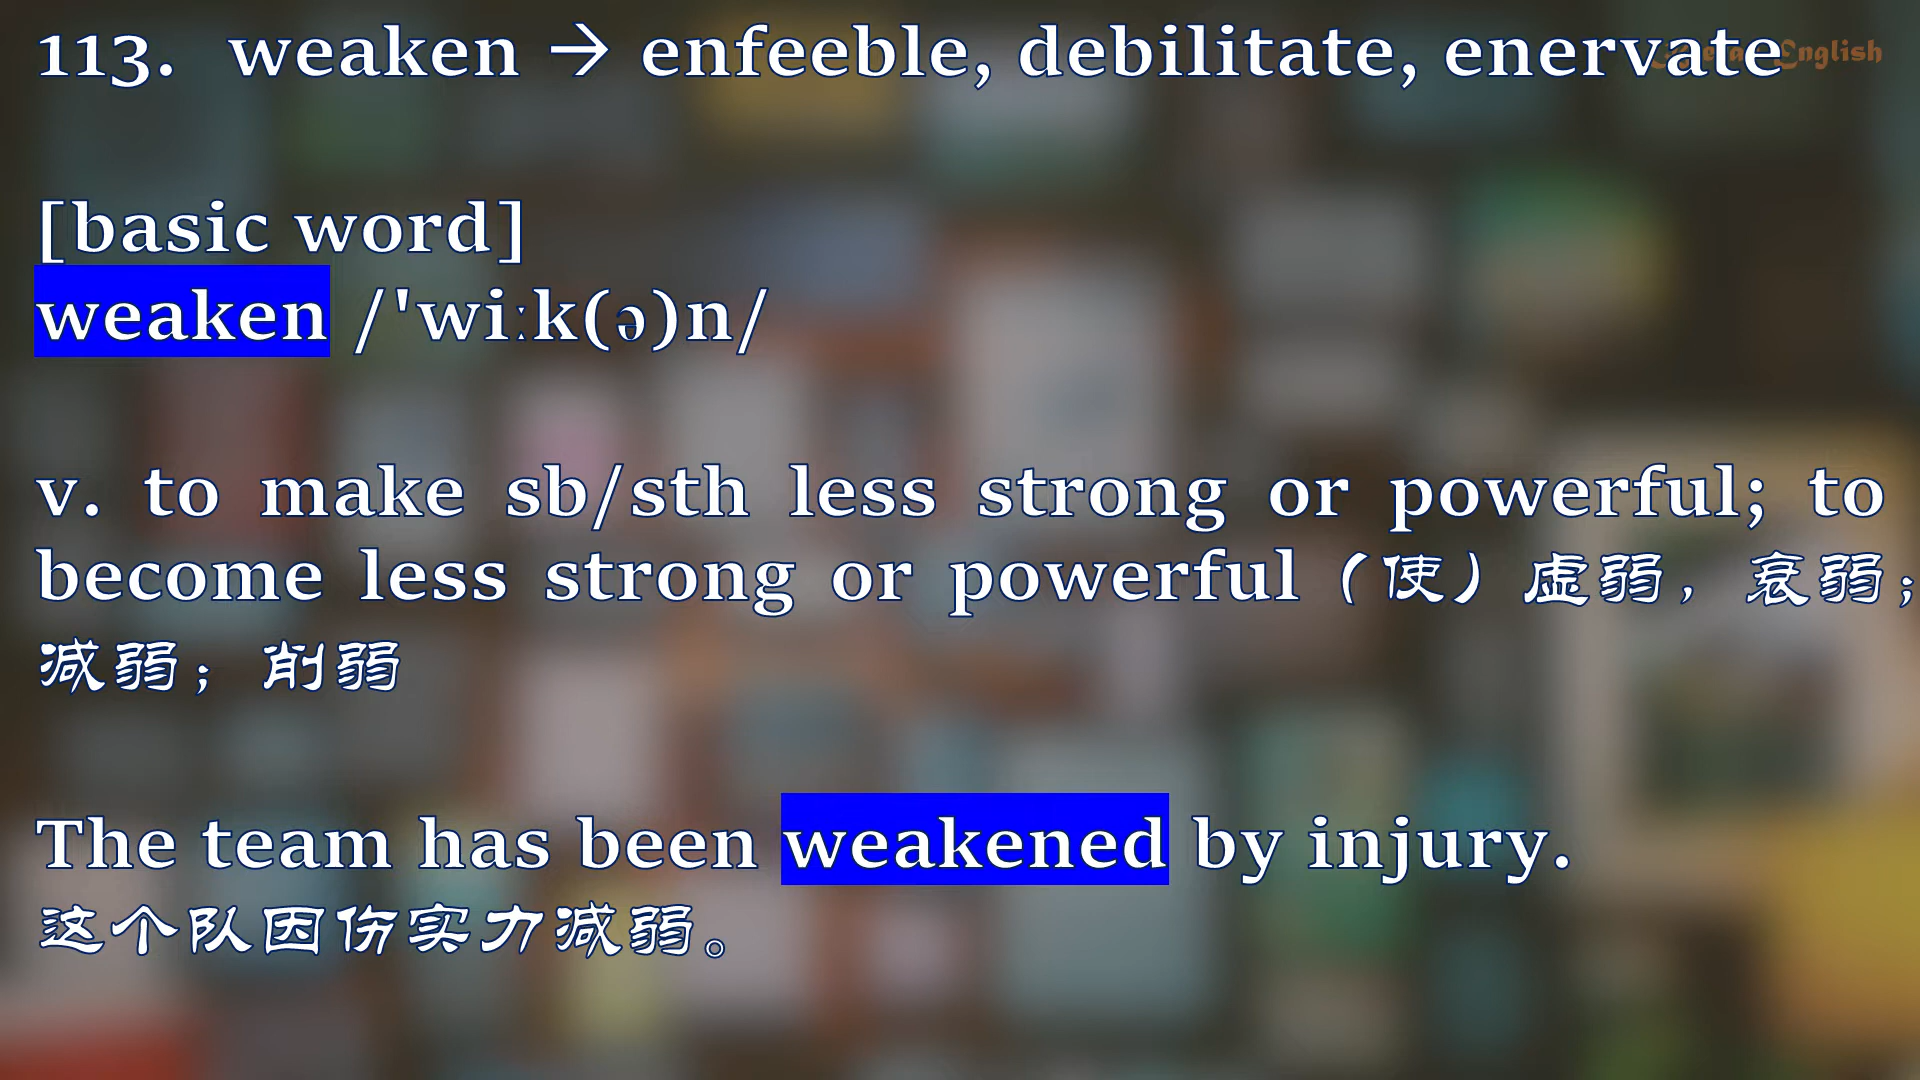 113. weaken → enfeeble, debilitate, enervate
[basic word]
weaken /'wiːk(ə)n/
v. to make sb/sth less strong or powerful; to
become less strong or powerful（使）虚弱，衰弱；
减弱；削弱
The team has been weakened by injury.
这个队因伤实力减弱。
English